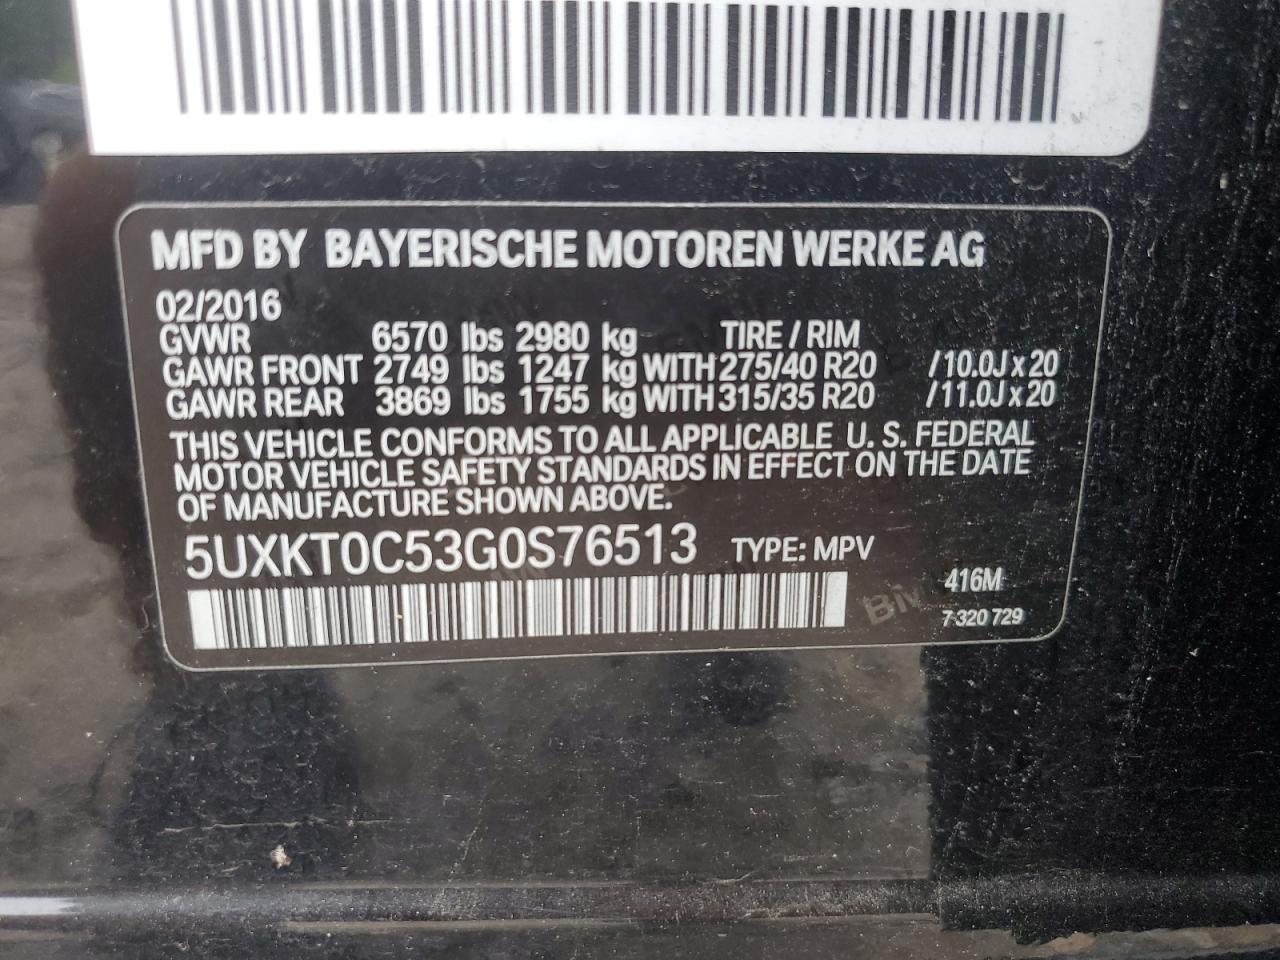 MFD BY BAYERISCHE MOTOREN WERKE AG
02/2016
GVWR 6570 lbs 2980 kg TIRE / RIM
GAWR FRONT 2749 lbs 1247 kg WITH 275/40 R20 /10.0J x 20
GAWR REAR 3869 lbs 1755 kg WITH 315/35 R20 /11.0J x 20
THIS VEHICLE CONFORMS TO ALL APPLICABLE U. S. FEDERAL
MOTOR VEHICLE SAFETY STANDARDS IN EFFECT ON THE DATE
OF MANUFACTURE SHOWN ABOVE.
5UXKT0C53G0S76513 TYPE: MPV
416M
7 320 729